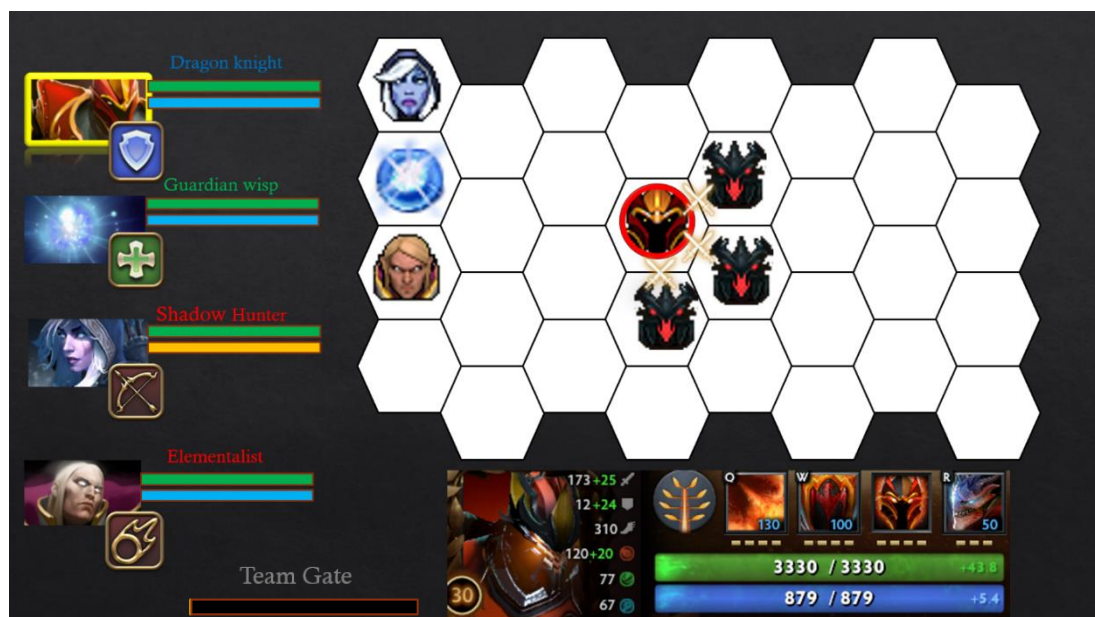 Dragon knight
Guardian wisp
Shadow Hunter
Elementalist
Team Gate
173 +25
12 +24
310
120 +20
77
67
30
Q
130
W
100
R
50
3330 / 3330
+43.8
879 / 879
+5.4